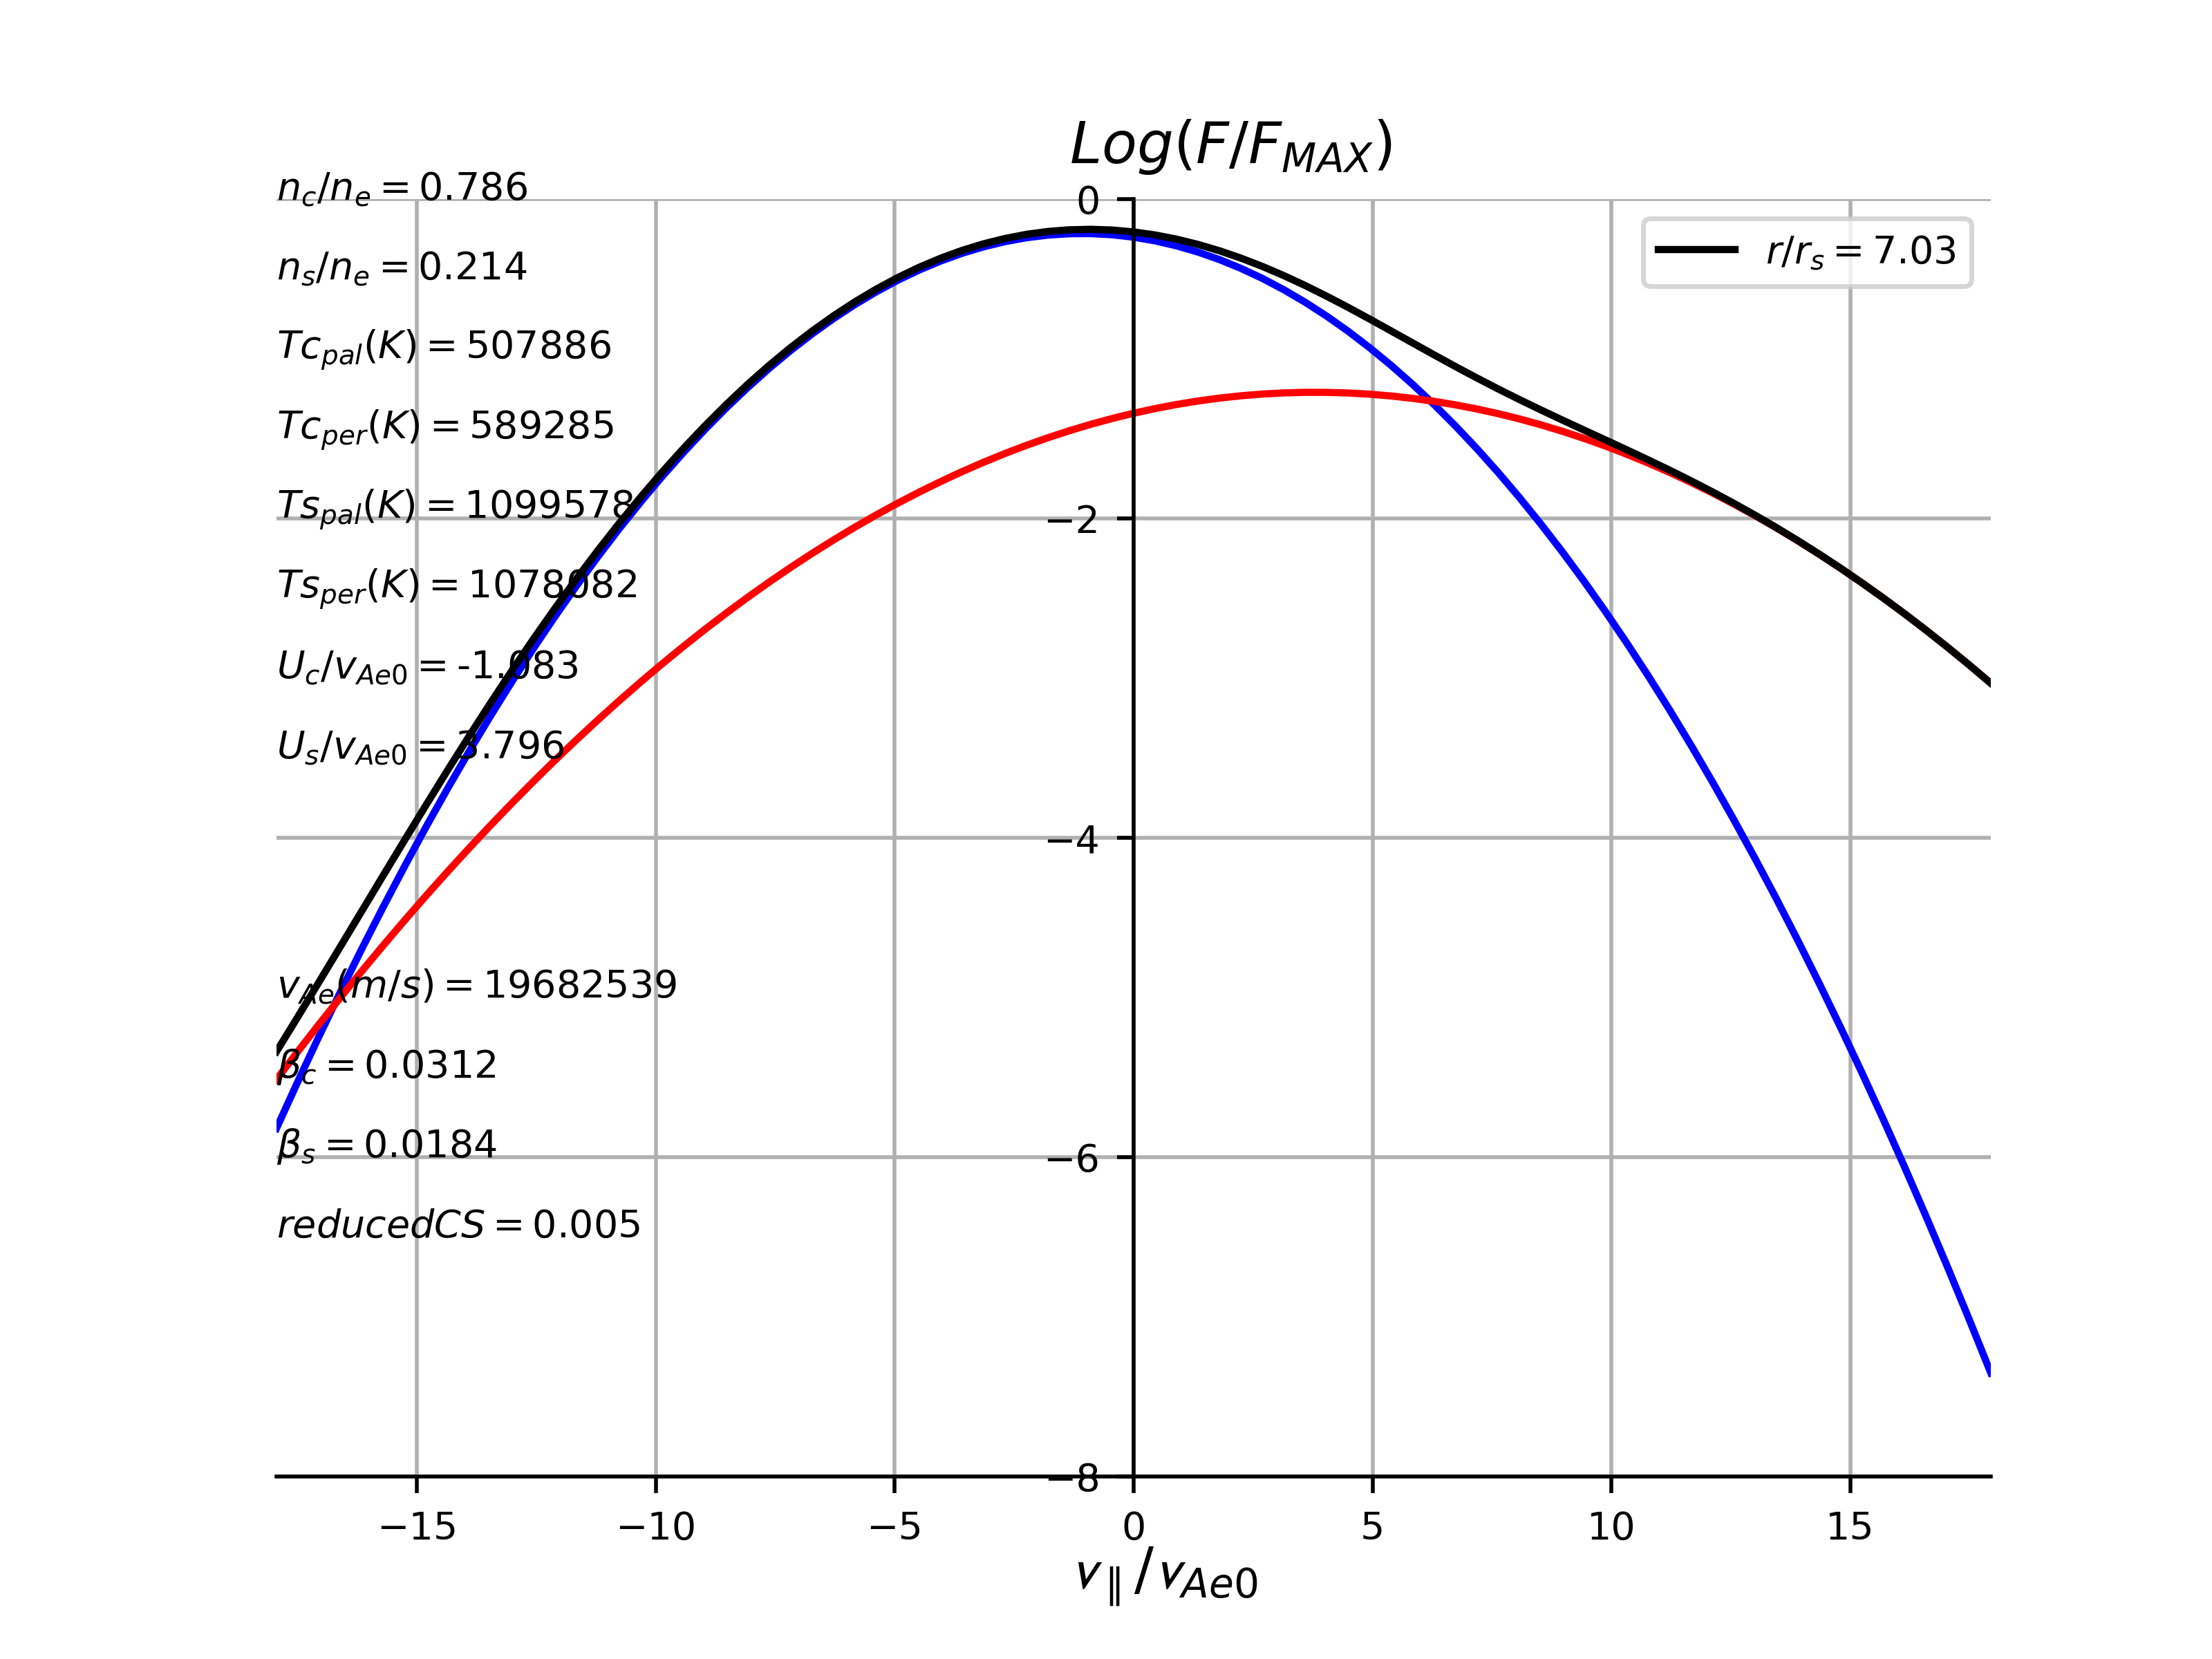 Log(F/F_MAX)
n_c/n_e = 0.786
0
r/r_s = 7.03
n_s/n_e = 0.214
Tc_pal(K) = 507886
Tc_per(K) = 589285
Ts_pal(K) = 1099578
−2
Ts_per(K) = 1078082
U_c/v_Ae0 = -1.083
U_s/v_Ae0 = 3.796
−4
v_Ae(m/s) = 19682539
β_c = 0.0312
β_s = 0.0184
−6
reducedCS = 0.005
−8
−15 −10 −5 0 5 10 15
v_∥/v_Ae0